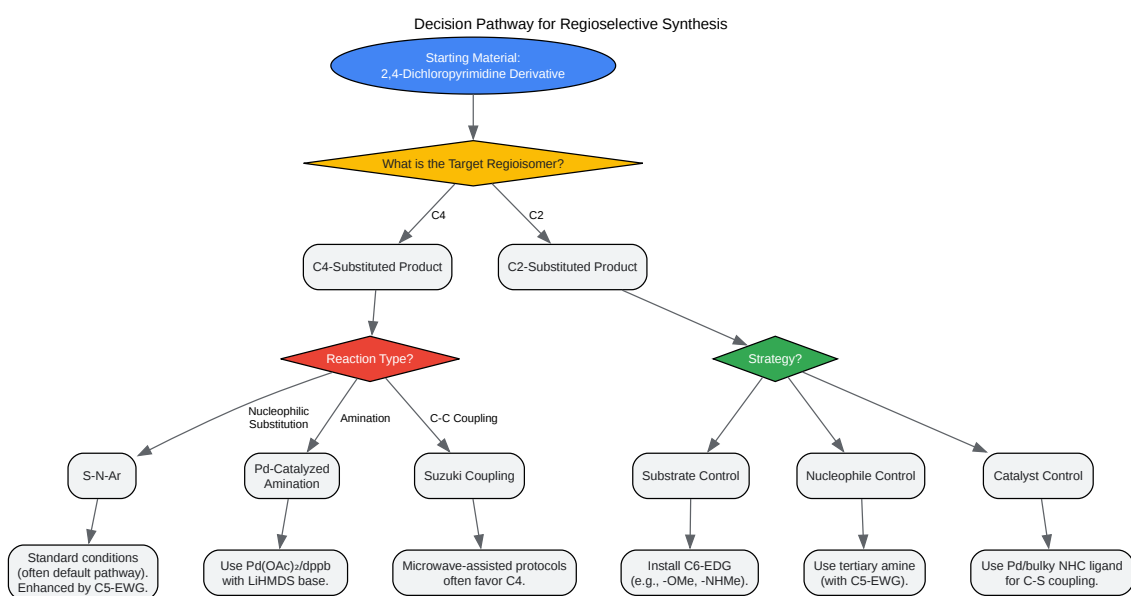 Decision Pathway for Regioselective Synthesis
Starting Material:
2,4-Dichloropyrimidine Derivative
What is the Target Regioisomer?
C4
C2
C4-Substituted Product
C2-Substituted Product
Reaction Type?
Strategy?
Nucleophilic
Substitution
Amination
C-C Coupling
S-N-Ar
Pd-Catalyzed
Amination
Suzuki Coupling
Substrate Control
Nucleophile Control
Catalyst Control
Standard conditions
(often default pathway).
Enhanced by C5-EWG.
Use Pd(OAc)₂/dppb
with LiHMDS base.
Microwave-assisted protocols
often favor C4.
Install C6-EDG
(e.g., -OMe, -NHMe).
Use tertiary amine
(with C5-EWG).
Use Pd/bulky NHC ligand
for C-S coupling.